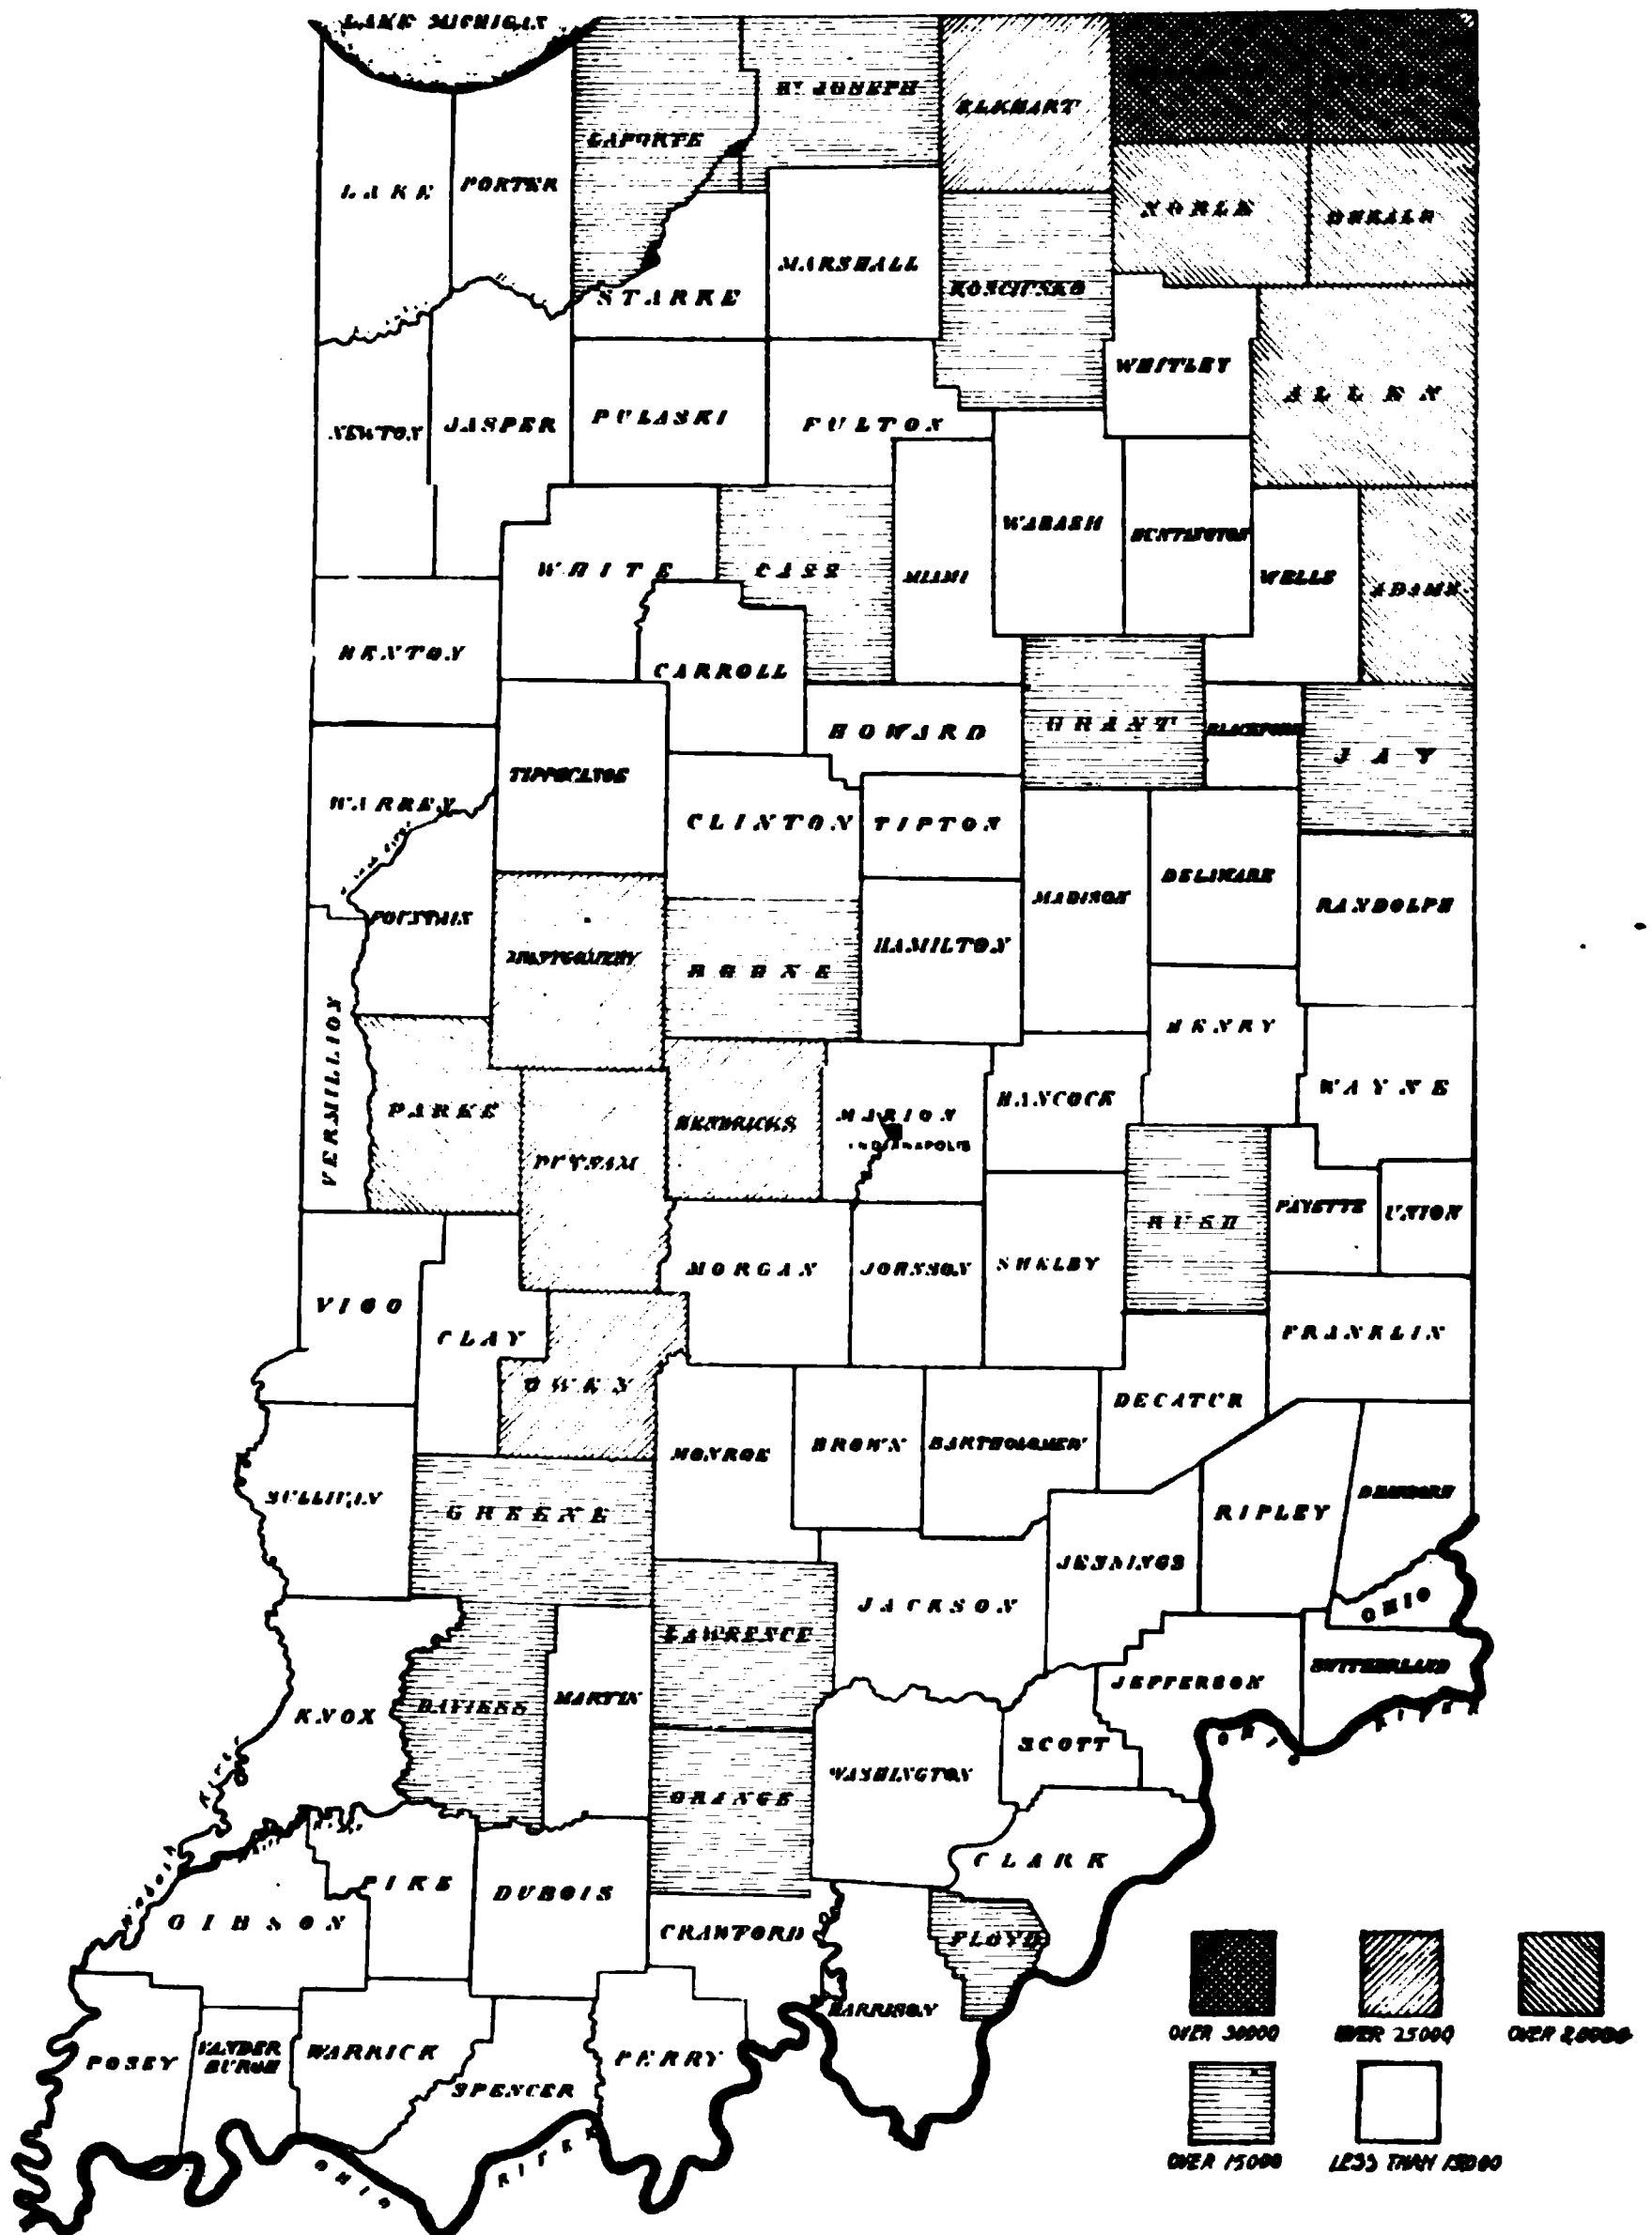 LAKE MICHIGAN
ST JOSEPH
ELKHART
LAPORTE
LAKE
PORTER
NOBLE
DEKALB
MARSHALL
KOSCIUSKO
STARKE
WHITLEY
ALLEN
NEWTON
JASPER
PULASKI
FULTON
WABASH
HUNTINGTON
WHITE
CASS
MIAMI
WELLS
ADAMS
BENTON
CARROLL
HOWARD
GRANT
BLACKFORD
JAY
TIPPECANOE
WARREN
CLINTON
TIPTON
DELAWARE
MADISON
RANDOLPH
FOUNTAIN
MONTGOMERY
BOONE
HAMILTON
HENRY
VERMILLION
WAYNE
PARKE
HENDRICKS
MARION
HANCOCK
INDIANAPOLIS
PUTNAM
RUSH
FAYETTE
UNION
MORGAN
JOHNSON
SHELBY
VIGO
CLAY
FRANKLIN
OWEN
DECATUR
MONROE
BROWN
BARTHOLOMEW
SULLIVAN
GREENE
RIPLEY
DEARBORN
JENNINGS
JACKSON
OHIO
LAWRENCE
SWITZERLAND
JEFFERSON
KNOX
DAVIESS
MARTIN
OHIO RIVER
SCOTT
WASHINGTON
ORANGE
CLARK
PIKE
DUBOIS
GIBSON
CRAWFORD
FLOYD
HARRISON
OVER 30000
OVER 25000
OVER 20000
POSEY
VANDER
BURGH
WARRICK
PERRY
SPENCER
OHIO RIVER
OVER 15000
LESS THAN 15000